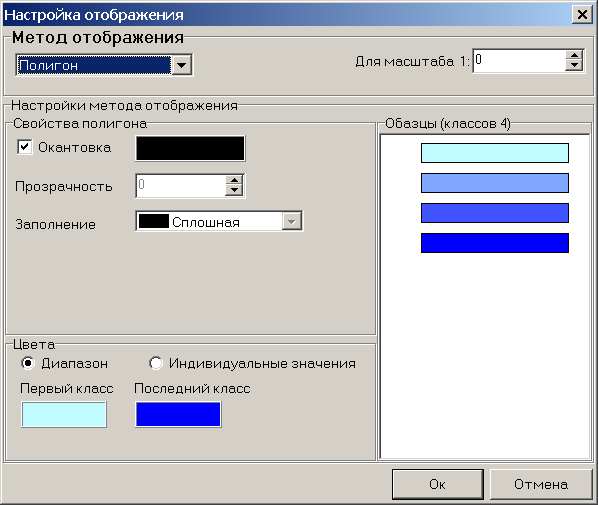 Настройка отображения
Метод отображения
Полигон
Для масштаба 1: 0
Настройки метода отображения
Свойства полигона
Окантовка
Прозрачность 0
Заполнение Сплошная
Обазцы (классов 4)
Цвета
Диапазон Индивидуальные значения
Первый класс Последний класс
Ок Отмена